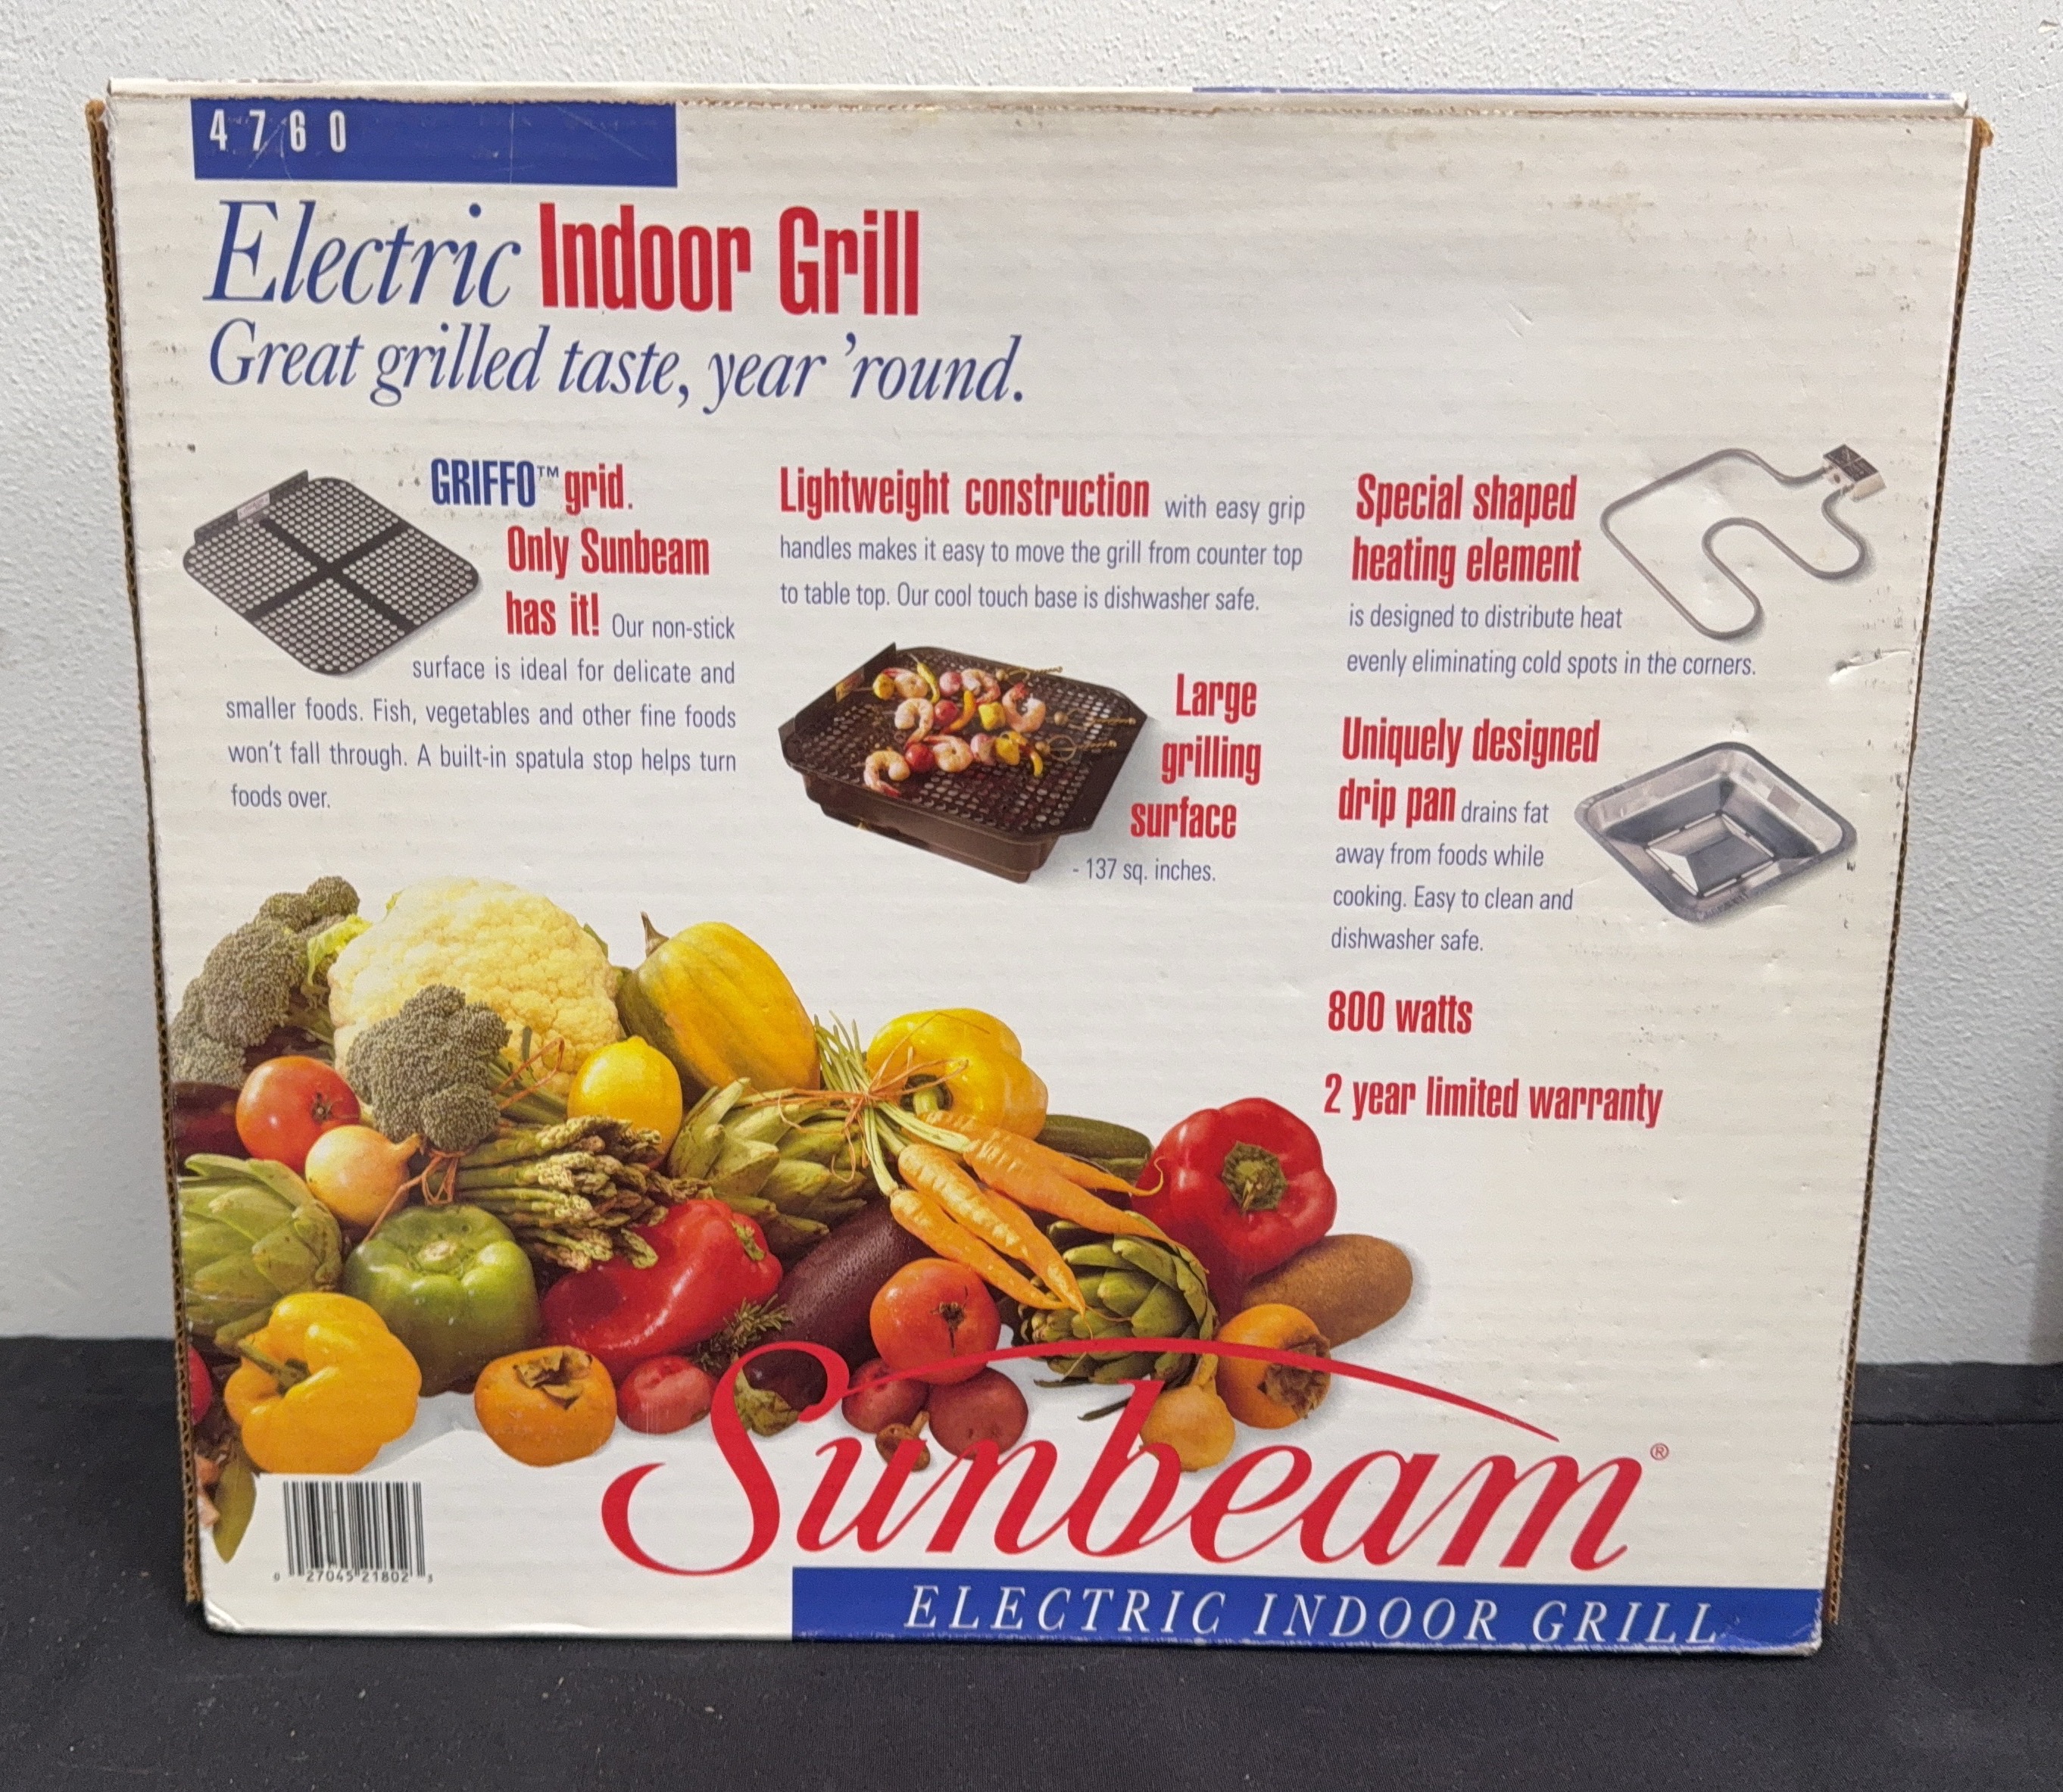 4760
Electric Indoor Grill
Great grilled taste, year 'round.
GRIFFO™ grid.
Only Sunbeam
has it! Our non-stick
surface is ideal for delicate and
smaller foods. Fish, vegetables and other fine foods
won't fall through. A built-in spatula stop helps turn
foods over.
Lightweight construction with easy grip
handles makes it easy to move the grill from counter top
to table top. Our cool touch base is dishwasher safe.
Large
grilling
surface
- 137 sq. inches.
Special shaped
heating element
is designed to distribute heat
evenly eliminating cold spots in the corners.
Uniquely designed
drip pan drains fat
away from foods while
cooking. Easy to clean and
dishwasher safe.
800 watts
2 year limited warranty
Sunbeam®
0 27045 21802 3
ELECTRIC INDOOR GRILL